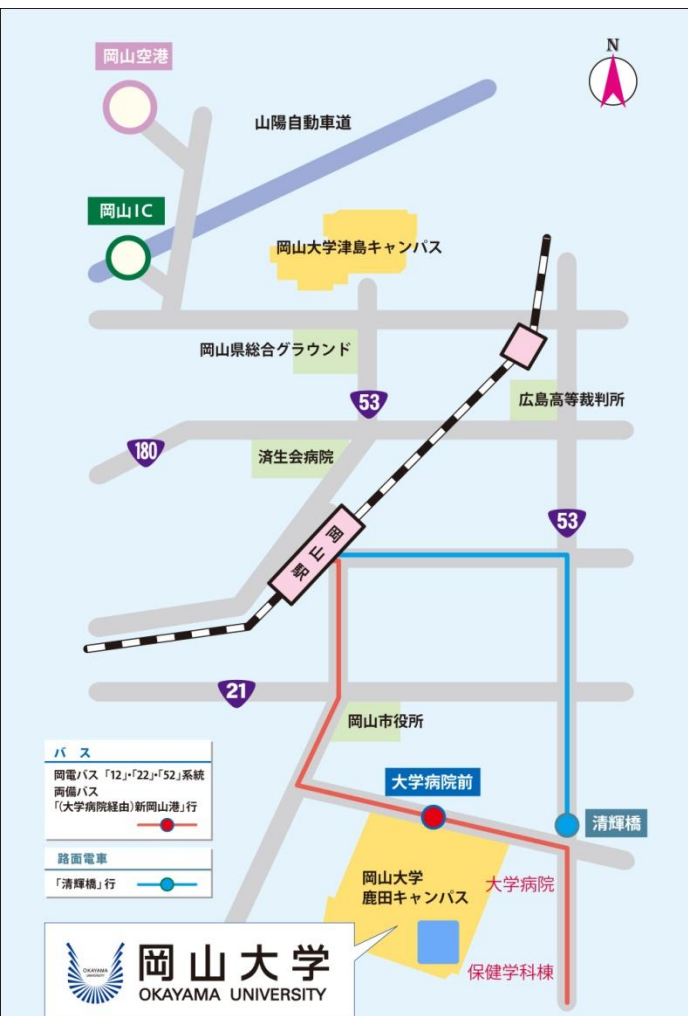 N
岡山空港
山陽自動車道
岡山IC
岡山大学津島キャンパス
岡山県総合グラウンド
53
広島高等裁判所
180
済生会病院
53
岡山駅
21
岡山市役所
バス
岡電バス「12」・「22」・「52」系統
両備バス
「(大学病院経由)新岡山港」行
路面電車
「清輝橋」行
大学病院前
清輝橋
岡山大学
鹿田キャンパス
大学病院
保健学科棟
OKAYAMA
UNIVERSITY
岡山大学
OKAYAMA UNIVERSITY